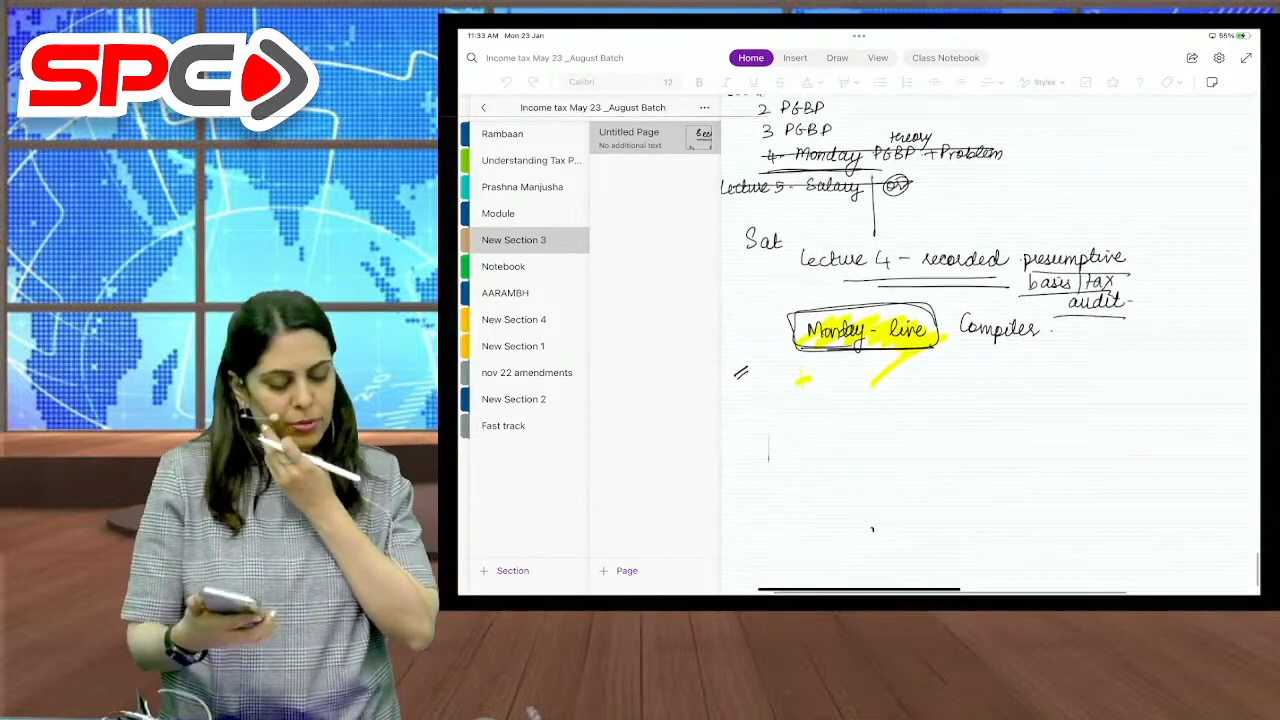 SPC
11:33 AM Mon 23 Jan
55%
Income tax May 23 _August Batch
Home
Insert
Draw
View
Class Notebook
Calibri
12
B
I
U
A
Styles
Income tax May 23 _August Batch
Rambaan
Understanding Tax P...
Prashna Manjusha
Module
New Section 3
Notebook
AARAMBH
New Section 4
New Section 1
nov 22 amendments
New Section 2
Fast track
+ Section
Untitled Page
No additional text
+ Page
2 PGBP
3 PGBP
theory
4 - Monday PGBP + Problem
Lecture 5 - Salary
Sat
Lecture 4 - recorded presumptive
basis | tax
audit -
Monday - live Compiler .